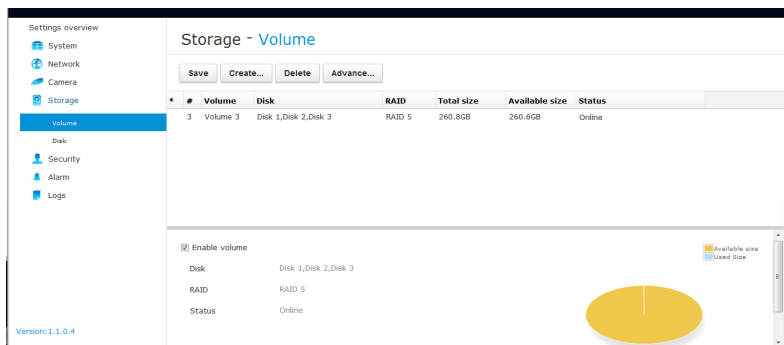 Settings overview
System
Network
Camera
Storage
Volume
Disk
Security
Alarm
Logs
Version:1.1.0.4
Storage - Volume
Save Create... Delete Advance...
* # Volume Disk RAID Total size Available size Status
3 Volume 3 Disk 1,Disk 2,Disk 3 RAID 5 260.8GB 260.6GB Online
Enable volume
Disk Disk 1,Disk 2,Disk 3
RAID RAID 5
Status Online
Available size
Used Size